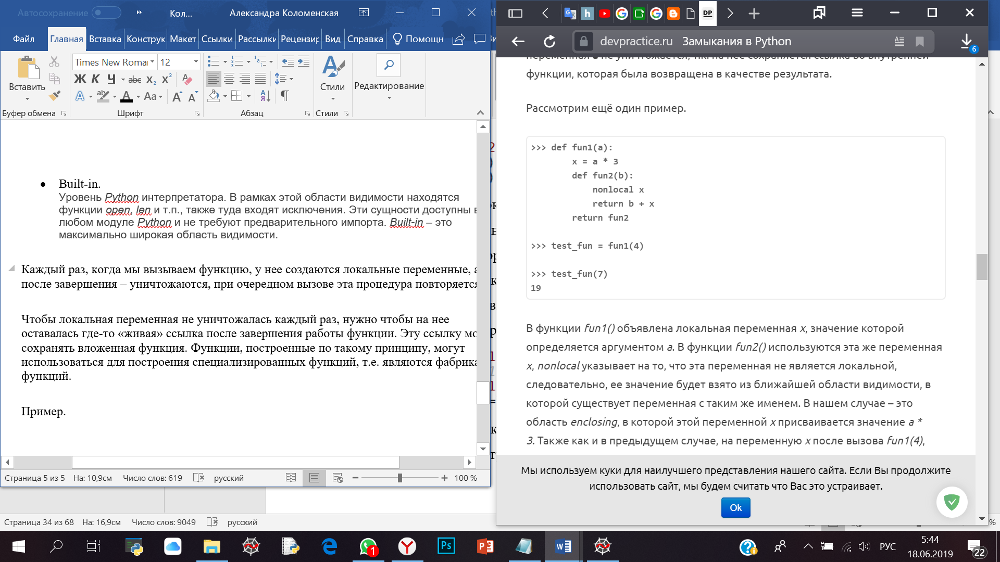 Автосохранение
Кол...
Александра Коломенская
Файл
Главная
Вставка
Конструк
Макет
Ссылки
Рассылки
Рецензир
Вид
Справка
Помощн
Вставить
Буфер обмена
Times New Roma
12
Ж К Ч abc x₂ x²
Aa
Шрифт
Абзац
Стили
Стили
Редактирование
Built-in.
Уровень Python интерпретатора. В рамках этой области видимости находятся
функции open, len и т.п., также туда входят исключения. Эти сущности доступны в
любом модуле Python и не требуют предварительного импорта. Built-in – это
максимально широкая область видимости.
Каждый раз, когда мы вызываем функцию, у нее создаются локальные переменные, а
после завершения – уничтожаются, при очередном вызове эта процедура повторяется
Чтобы локальная переменная не уничтожалась каждый раз, нужно чтобы на нее
оставалась где-то «живая» ссылка после завершения работы функции. Эту ссылку мо
сохранять вложенная функция. Функции, построенные по такому принципу, могут
использоваться для построения специализированных функций, т.е. являются фабрика
функций.
Пример.
Страница 5 из 5
На: 10,9см
Число слов: 619
русский
100 %
Страница 34 из 68
На: 16,9см
Число слов: 9049
русский
%
DP
devpractice.ru
Замыкания в Python
6
функции, которая была возвращена в качестве результата.
Рассмотрим ещё один пример.
>>> def fun1(a):
x = a * 3
def fun2(b):
nonlocal x
return b + x
return fun2
>>> test_fun = fun1(4)
>>> test_fun(7)
19
В функции fun1() объявлена локальная переменная x, значение которой
определяется аргументом a. В функции fun2() используются эта же переменная
x, nonlocal указывает на то, что эта переменная не является локальной,
следовательно, ее значение будет взято из ближайшей области видимости, в
которой существует переменная с таким же именем. В нашем случае – это
область enclosing, в которой этой переменной x присваивается значение a *
3. Также как и в предыдущем случае, на переменную x после вызова fun1(4),
Мы используем куки для наилучшего представления нашего сайта. Если Вы продолжите
использовать сайт, мы будем считать что Вас это устраивает.
Ok
1
Ps
РУС
5:44
18.06.2019
22